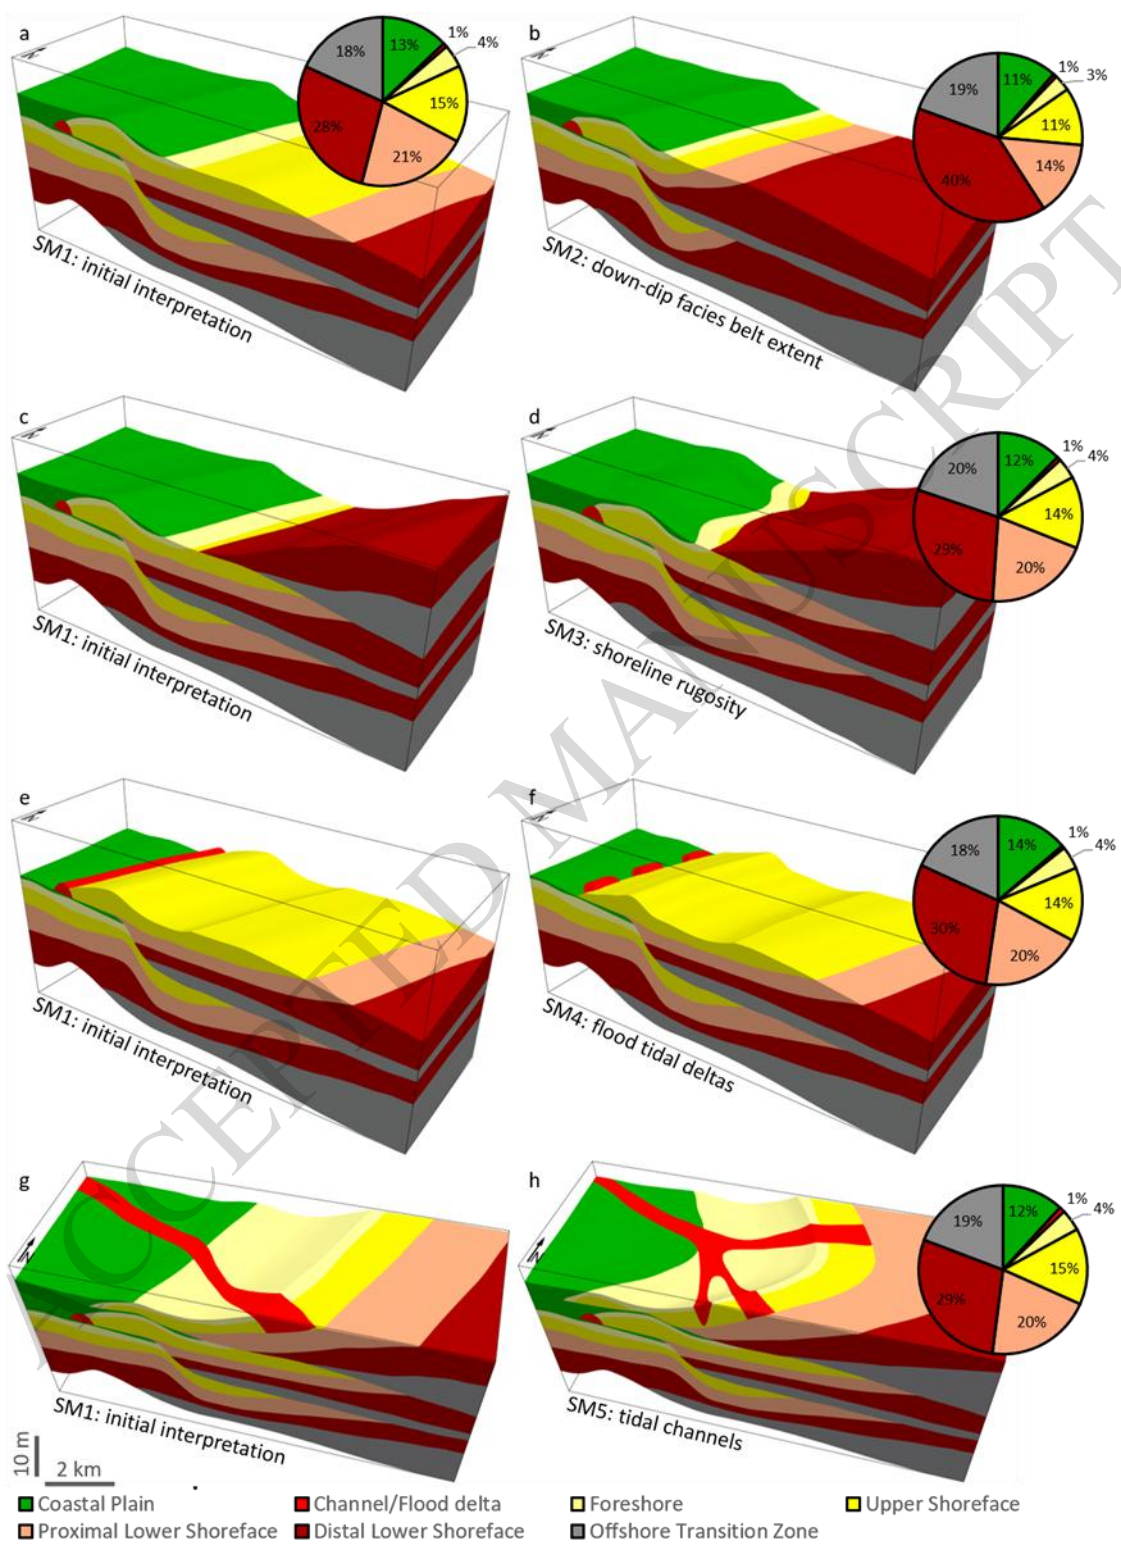 a
N
18%
13%
1%
4%
15%
21%
28%
SM1: initial interpretation
b
N
19%
11%
1%
3%
11%
14%
40%
SM2: down-dip facies belt extent
c
N
SM1: initial interpretation
d
N
20%
12%
1%
4%
14%
20%
29%
SM3: shoreline rugosity
e
N
SM1: initial interpretation
f
N
18%
14%
1%
4%
14%
20%
30%
SM4: flood tidal deltas
g
N
SM1: initial interpretation
h
N
19%
12%
1%
4%
15%
20%
29%
SM5: tidal channels
10 m
2 km
Coastal Plain
Channel/Flood delta
Foreshore
Upper Shoreface
Proximal Lower Shoreface
Distal Lower Shoreface
Offshore Transition Zone
ACCEPTED MANUSCRIPT